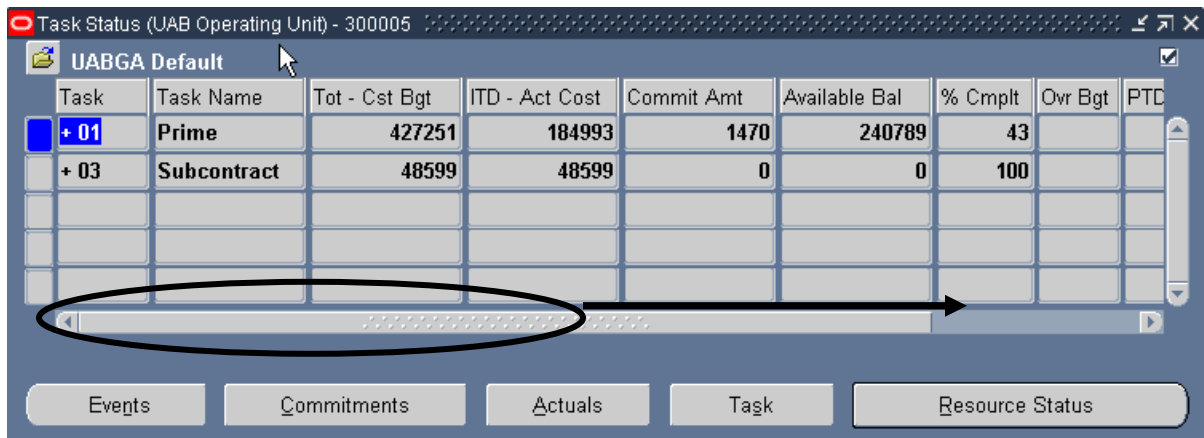 Task Status (UAB Operating Unit) - 300005
UABGA Default
Task Task Name Tot - Cst Bgt ITD - Act Cost Commit Amt Available Bal % Cmplt Ovr Bgt PTD
+ 01 Prime 427251 184993 1470 240789 43
+ 03 Subcontract 48599 48599 0 0 100
Events Commitments Actuals Task Resource Status